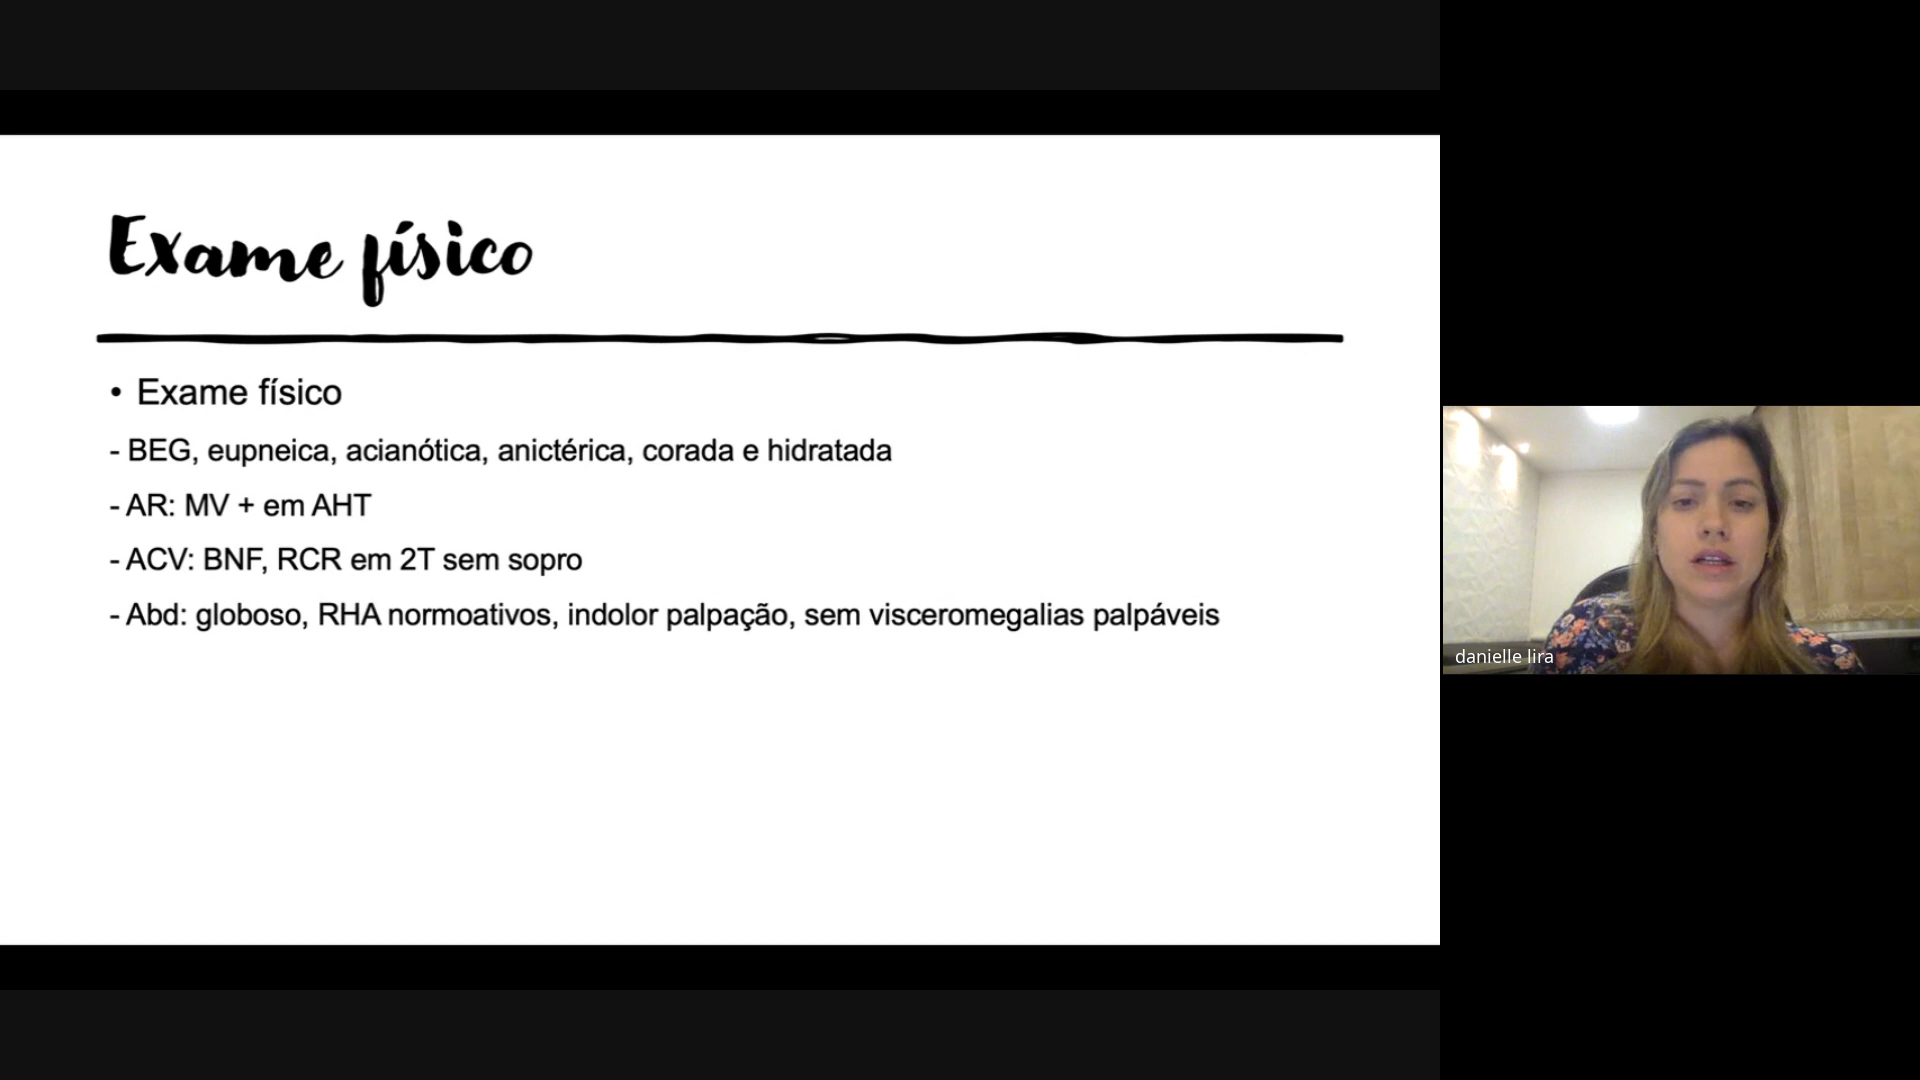 Exame físico
• Exame físico
- BEG, eupneica, acianótica, anictérica, corada e hidratada
- AR: MV + em AHT
- ACV: BNF, RCR em 2T sem sopro
- Abd: globoso, RHA normoativos, indolor palpação, sem visceromegalias palpáveis
danielle lira